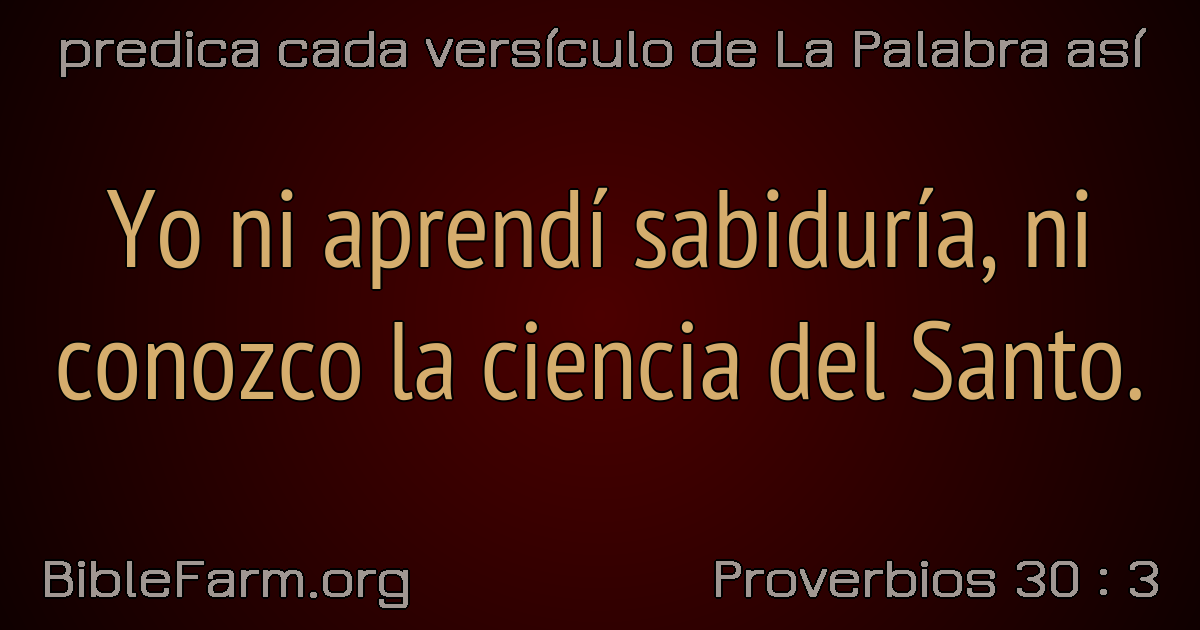 predica cada versículo de La Palabra así
Yo ni aprendí sabiduría, ni
conozco la ciencia del Santo.
BibleFarm.org
Proverbios 30 : 3